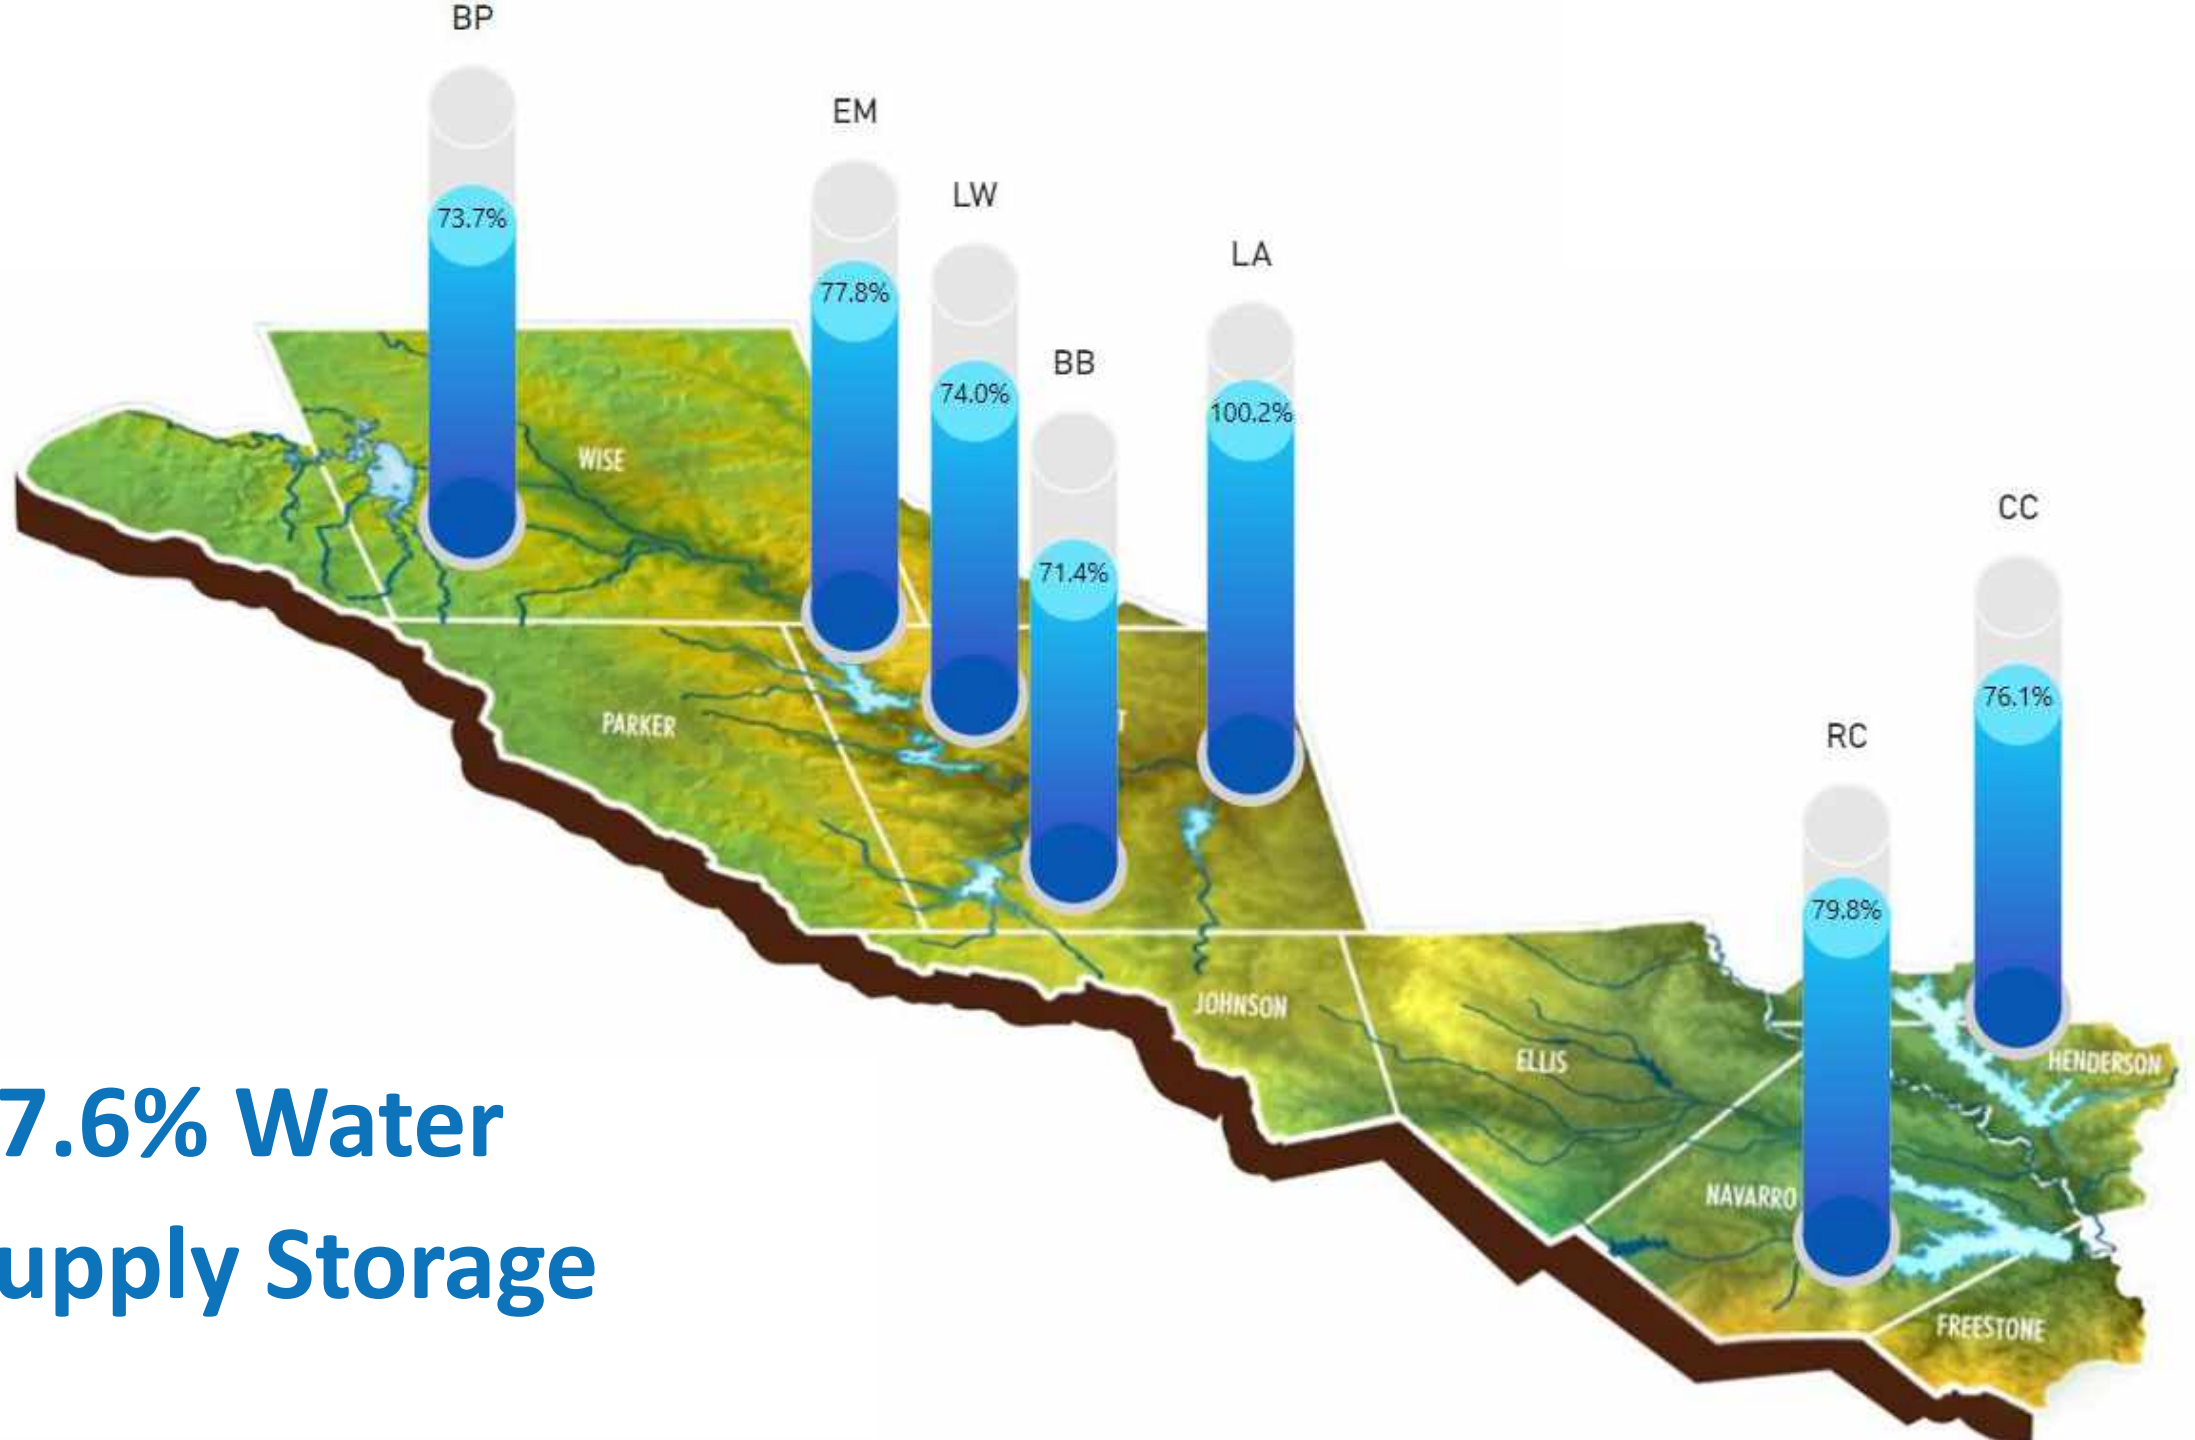 BP
EM
LW
LA
BB
CC
RC
73.7%
77.8%
74.0%
100.2%
71.4%
76.1%
79.8%
WISE
PARKER
T
JOHNSON
ELLIS
HENDERSON
NAVARRO
FREESTONE
7.6% Water
upply Storage